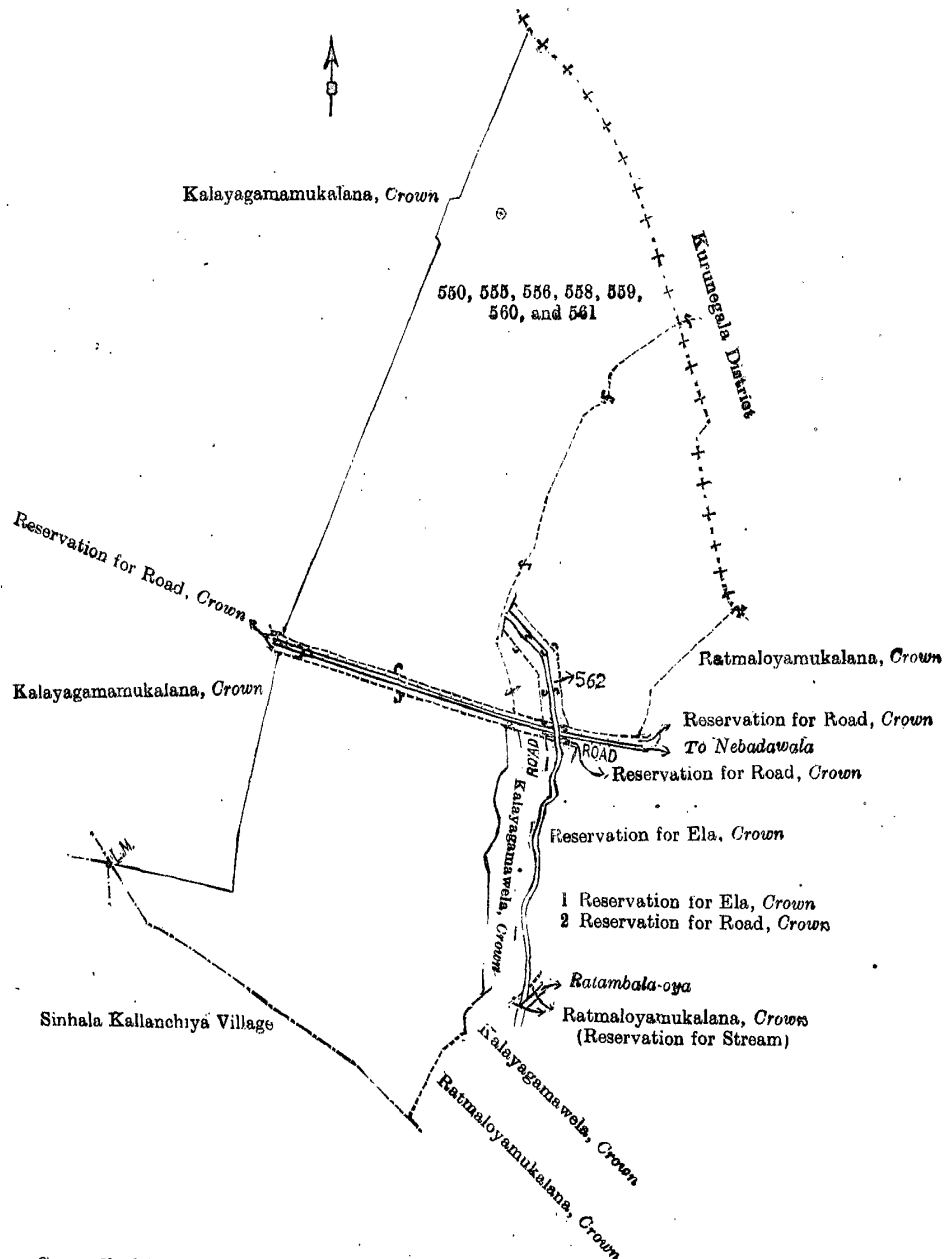 Kalayagamamukalana, Crown
550, 555, 556, 558, 559,
560, and 561
Kurunegala District
Reservation for Road, Crown
Kalayagamamukalana, Crown
Ratmaloyamukalana, Crown
562
Reservation for Road, Crown
To Nebadawala
ROAD
ROAD
Reservation for Road, Crown
Kalayagamawela, Crown
Reservation for Ela, Crown
L.M.
1 Reservation for Ela, Crown
2 Reservation for Road, Crown
Ratambala-oya
Sinhala Kallanchiya Village
Ratmaloyamukalana, Crown
(Reservation for Stream)
Kalayagamawela, Crown
Ratmaloyamukalana, Crown